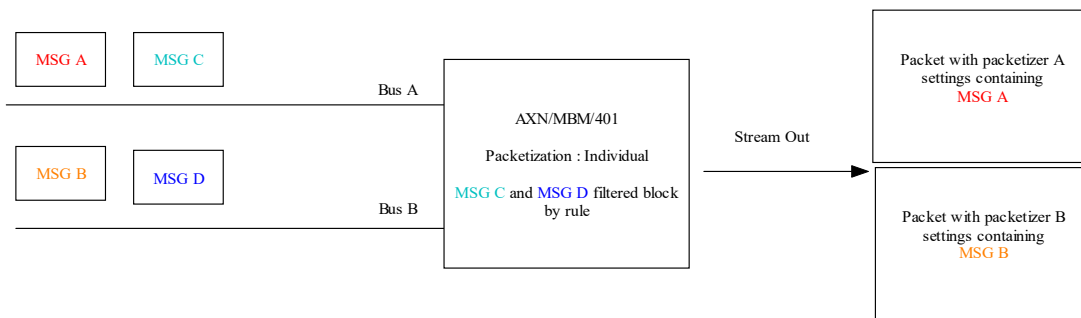 MSG A
MSG C
Bus A
MSG B
MSG D
Bus B
AXN/MBM/401
Packetization : Individual
MSG C and MSG D filtered block
by rule
Stream Out
Packet with packetizer A
settings containing
MSG A
Packet with packetizer B
settings containing
MSG B